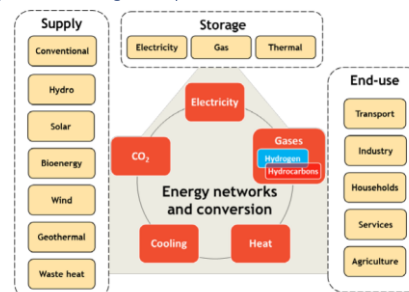 Supply
Conventional
Hydro
Solar
Bioenergy
Wind
Geothermal
Waste heat
Storage
Electricity
Gas
Thermal
Electricity
CO2
Gases
Hydrogen
Hydrocarbons
Energy networks
and conversion
Cooling
Heat
End-use
Transport
Industry
Households
Services
Agriculture